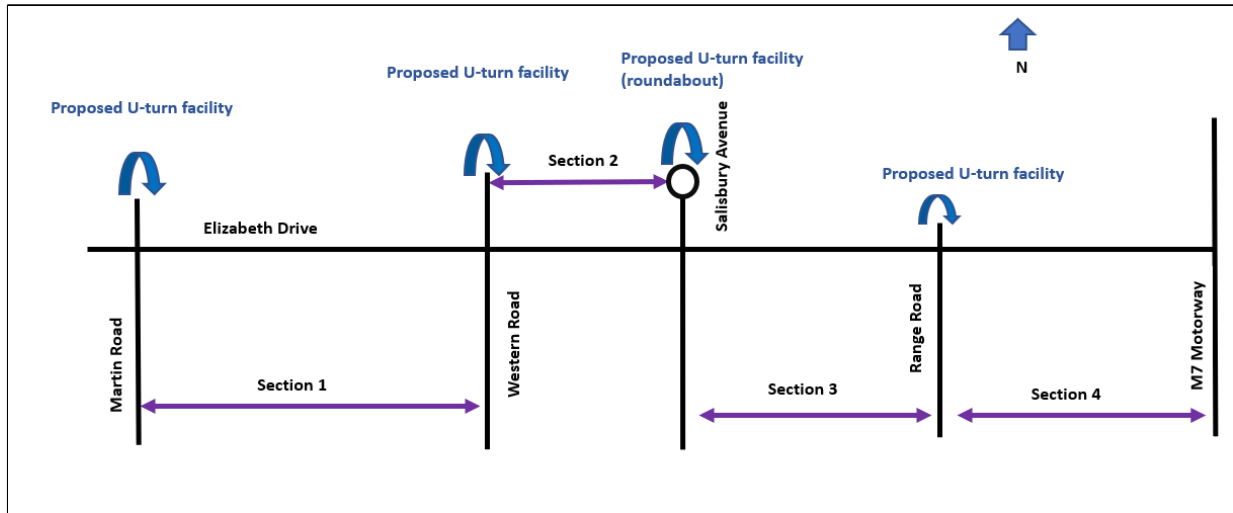 N
Proposed U-turn facility
(roundabout)
Proposed U-turn facility
Proposed U-turn facility
Salisbury Avenue
Section 2
Proposed U-turn facility
Elizabeth Drive
Martin Road
Western Road
Range Road
M7 Motorway
Section 1
Section 3
Section 4